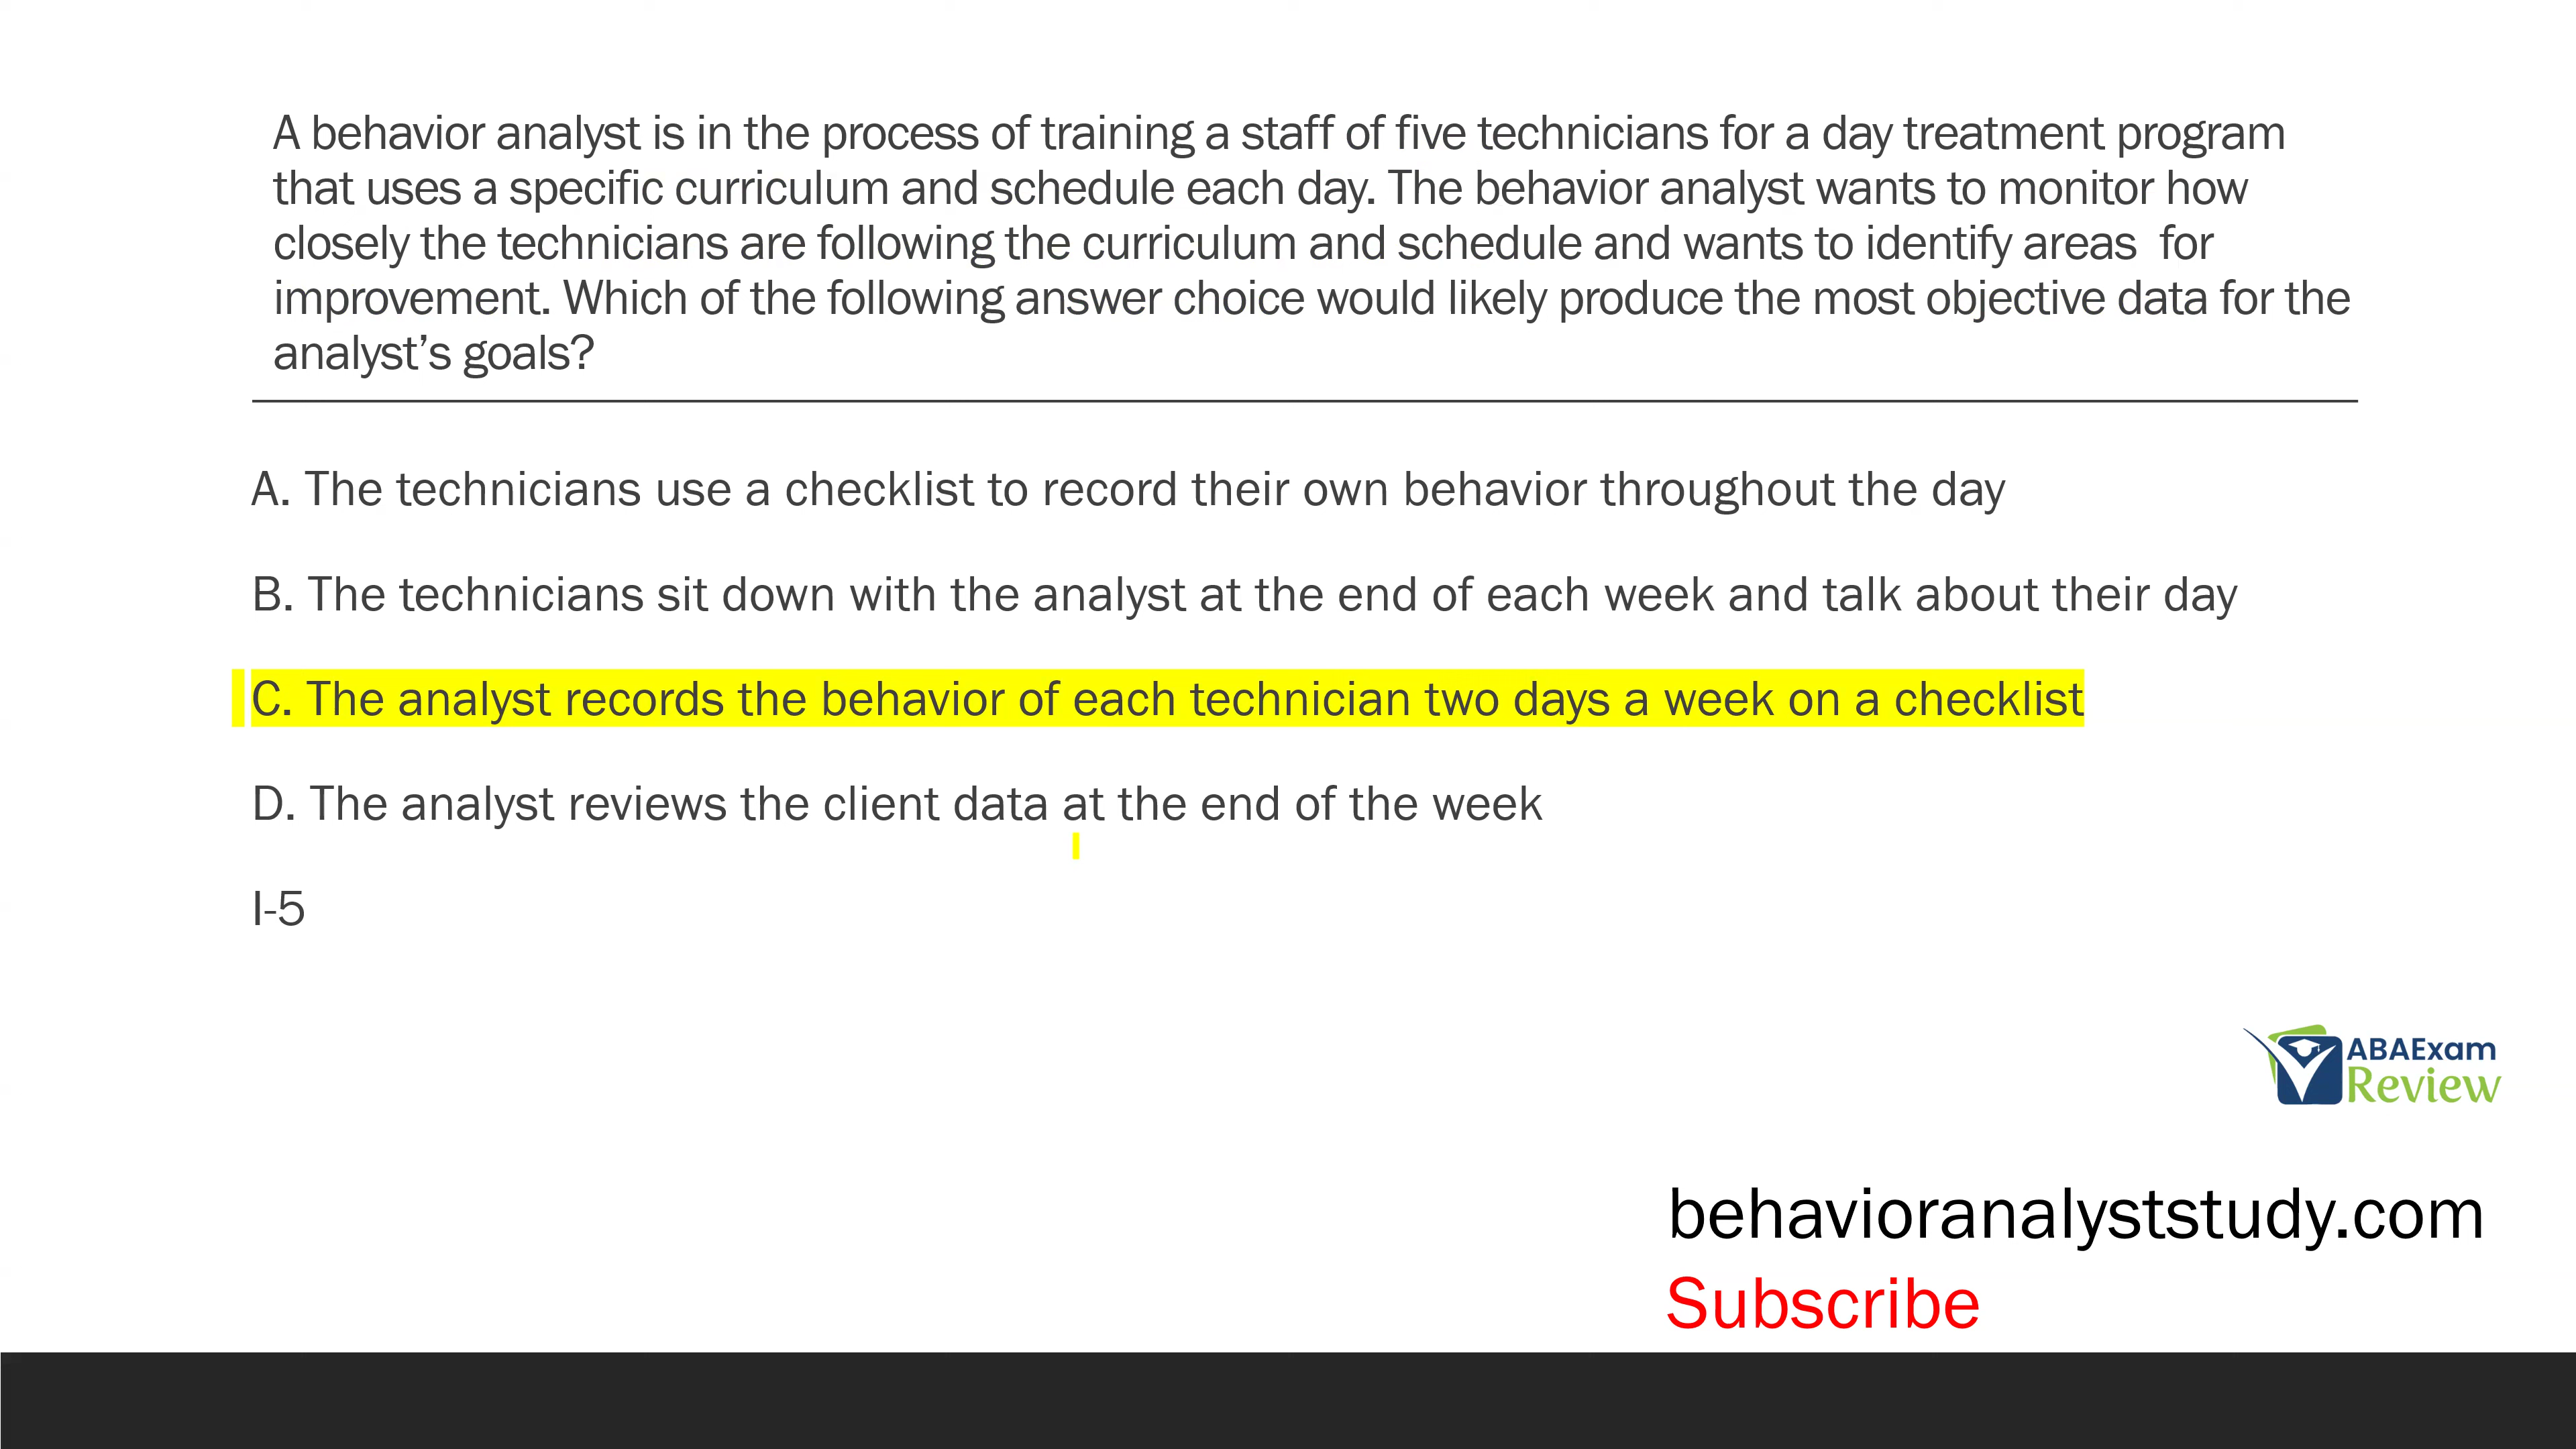 A behavior analyst is in the process of training a staff of five technicians for a day treatment program
that uses a specific curriculum and schedule each day. The behavior analyst wants to monitor how
closely the technicians are following the curriculum and schedule and wants to identify areas  for
improvement. Which of the following answer choice would likely produce the most objective data for the
analyst’s goals?
A. The technicians use a checklist to record their own behavior throughout the day
B. The technicians sit down with the analyst at the end of each week and talk about their day
C. The analyst records the behavior of each technician two days a week on a checklist
D. The analyst reviews the client data at the end of the week
I-5
ABAExam
Review
behavioranalyststudy.com
Subscribe